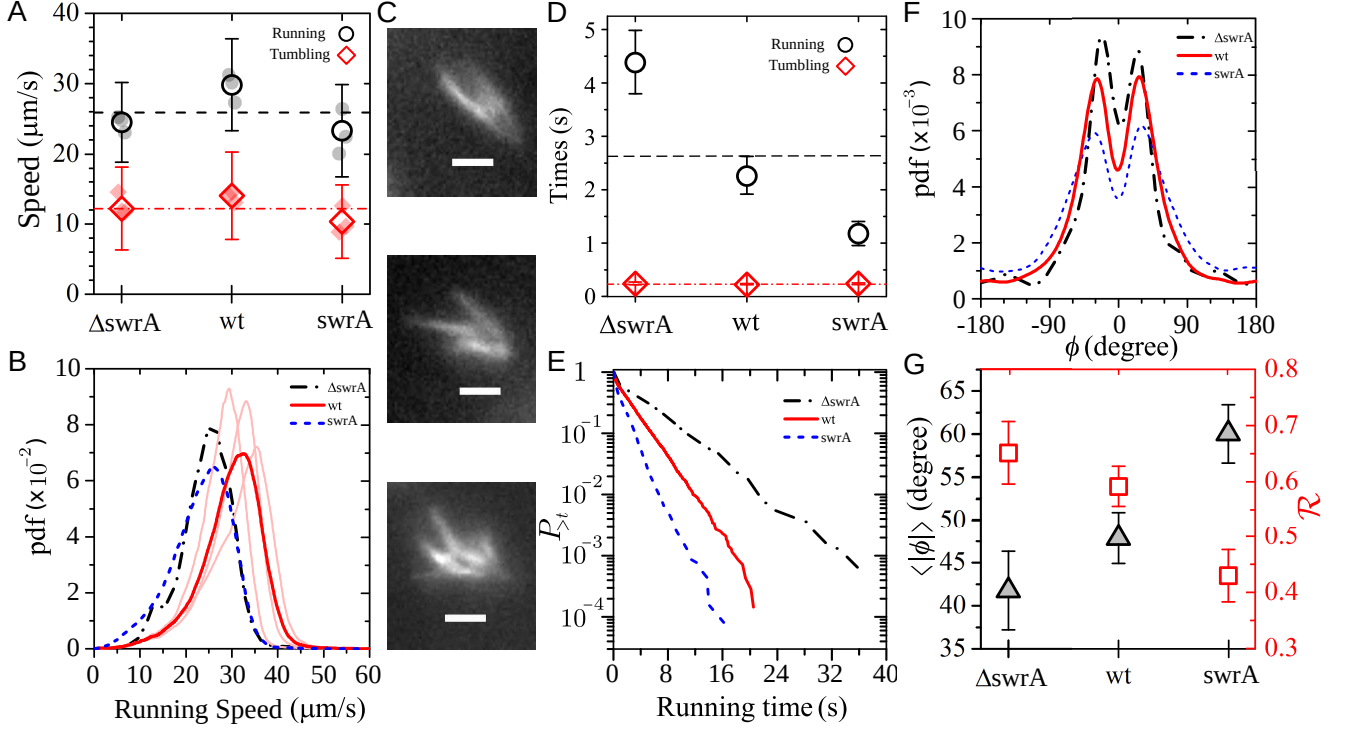 A
40
30
20
10
0
Speed (μm/s)
Running
Tumbling
ΔswrA
wt
swrA
B
10
8
6
4
2
0
pdf (×10⁻²)
ΔswrA
wt
swrA
0
10
20
30
40
50
60
Running Speed (μm/s)
C
D
5
4
3
2
1
0
Times (s)
Running
Tumbling
ΔswrA
wt
swrA
E
1
10⁻¹
10⁻²
10⁻³
10⁻⁴
P>t
ΔswrA
wt
swrA
0
8
16
24
32
40
Running time (s)
F
10
8
6
4
2
0
pdf (×10⁻³)
ΔswrA
wt
swrA
-180
-90
0
90
180
ϕ (degree)
G
65
60
55
50
45
40
35
⟨|ϕ|⟩ (degree)
0.8
0.7
0.6
0.5
0.4
0.3
ℛ
ΔswrA
wt
swrA